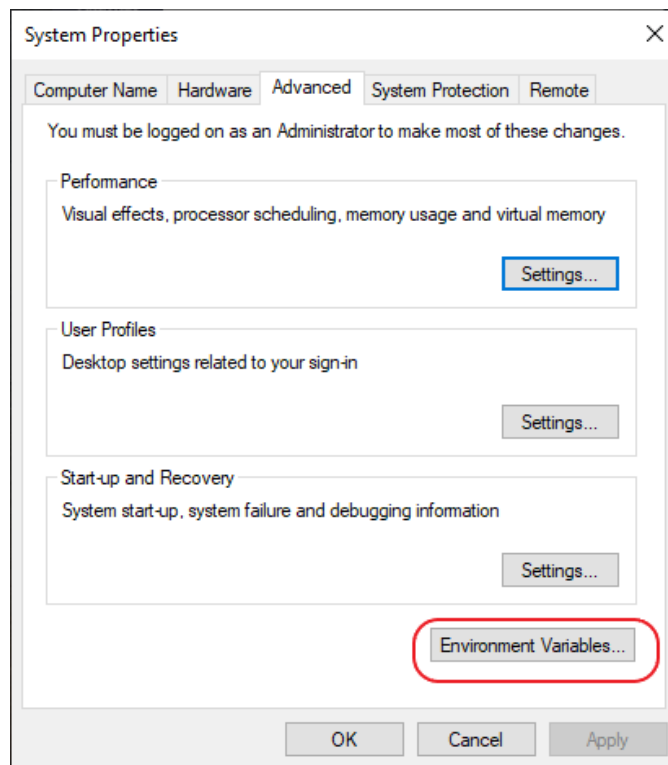 System Properties
Computer Name Hardware Advanced System Protection Remote
You must be logged on as an Administrator to make most of these changes.
Performance
Visual effects, processor scheduling, memory usage and virtual memory
Settings...
User Profiles
Desktop settings related to your sign-in
Settings...
Start-up and Recovery
System start-up, system failure and debugging information
Settings...
Environment Variables...
OK Cancel Apply